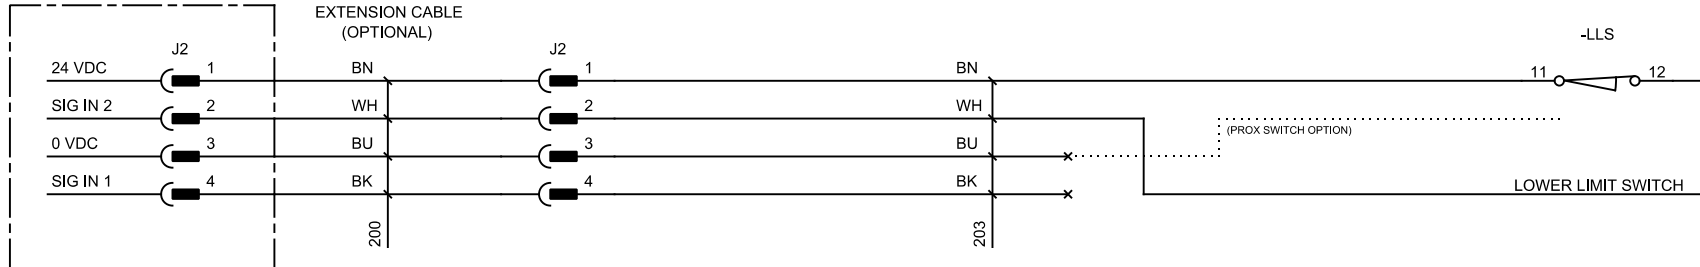 EXTENSION CABLE
(OPTIONAL)
-LLS
J2
J2
24 VDC 1 BN 1 BN 11 12
SIG IN 2 2 WH 2 WH
(PROX SWITCH OPTION)
0 VDC 3 BU 3 BU
SIG IN 1 4 BK 4 BK LOWER LIMIT SWITCH
200
203